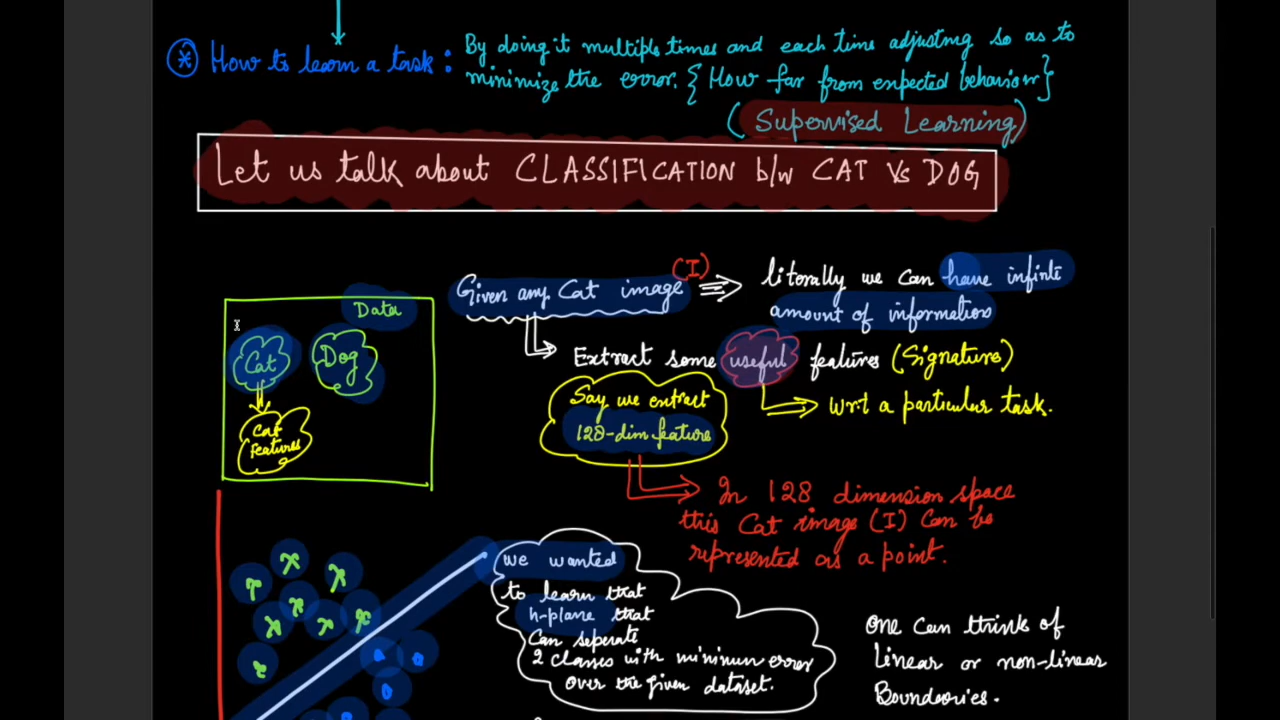 * How to learn a task : By doing it multiple times and each time adjusting so as to
minimize the error. { How far from expected behaviour }
( Supervised Learning )
Let us talk about CLASSIFICATION b/w CAT Vs DOG
Given any Cat image (I) ⇒ literally we can have infinite
amount of information
Extract some useful features (Signature)
Wrt a particular task.
Data
Cat Dog
Cat
features
Say we extract
128-dim feature
In 128 dimension space
this Cat image (I) can be
represented as a point.
we wanted
to learn that
h-plane that
can seperate
2 classes with minimum error
over the given dataset.
One can think of
Linear or non-linear
Boundaries.